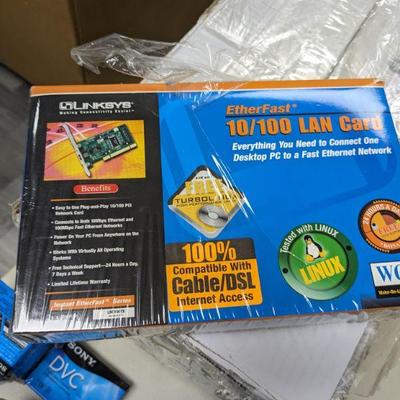 LINKSYS
Making Connectivity Easier
Benefits
• Easy to Use Plug-and-Play 10/100 PCI
Network Card
• Connects to Both 10Mbps Ethernet and
100Mbps Fast Ethernet Networks
• Power On Your PC From Anywhere on the
Network
• Works with Virtually All Operating
Systems
• Free Technical Support—24 Hours a Day,
7 Days a Week
• Limited Lifetime Warranty
Instant EtherFast® Series
EtherFast®
10/100 LAN Card
Everything You Need to Connect One
Desktop PC to a Fast Ethernet Network
FREE
100%
Compatible With
Cable/DSL
Internet Access
Tested with LINUX
LINUX
FREE
SONY
DVC